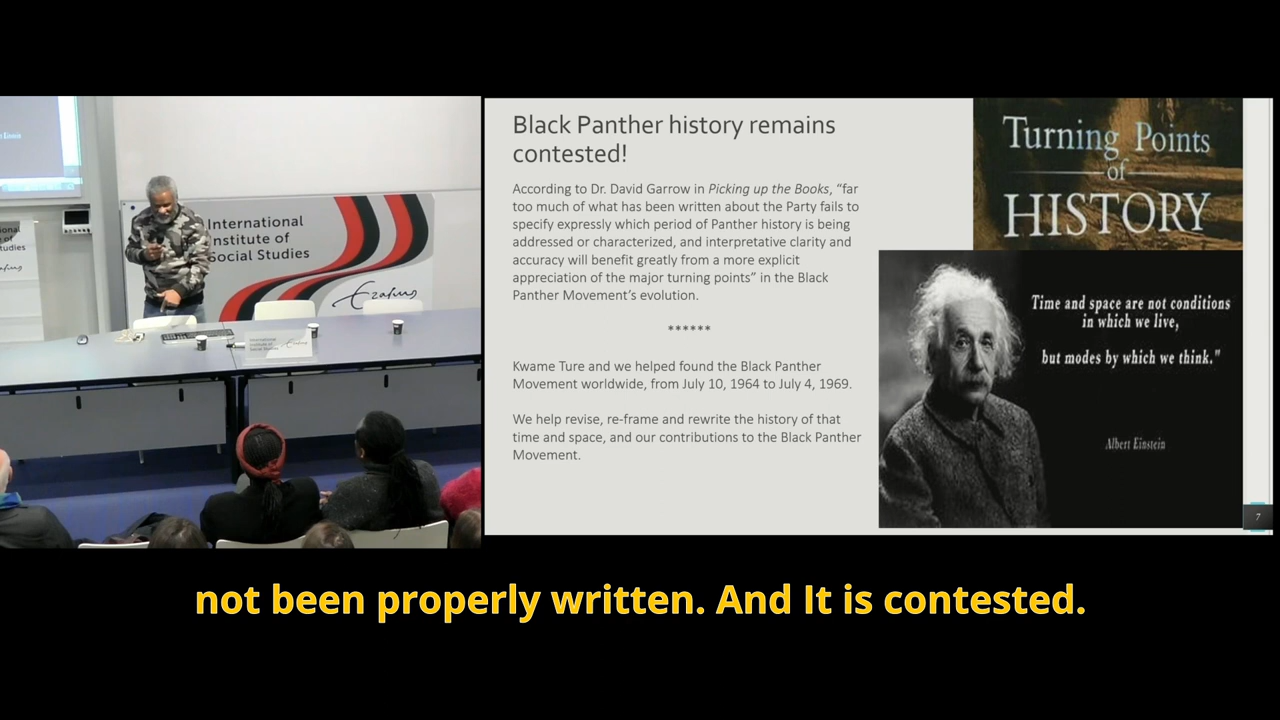 International
Institute of
Social Studies
Erasmus
Black Panther history remains
contested!
According to Dr. David Garrow in Picking up the Books, “far
too much of what has been written about the Party fails to
specify expressly which period of Panther history is being
addressed or characterized, and interpretative clarity and
accuracy will benefit greatly from a more explicit
appreciation of the major turning points” in the Black
Panther Movement’s evolution.
******
Kwame Ture and we helped found the Black Panther
Movement worldwide, from July 10, 1964 to July 4, 1969.
We help revise, re-frame and rewrite the history of that
time and space, and our contributions to the Black Panther
Movement.
Turning Points
of
HISTORY
Time and space are not conditions
in which we live,
but modes by which we think."
Albert Einstein
7
not been properly written. And It is contested.